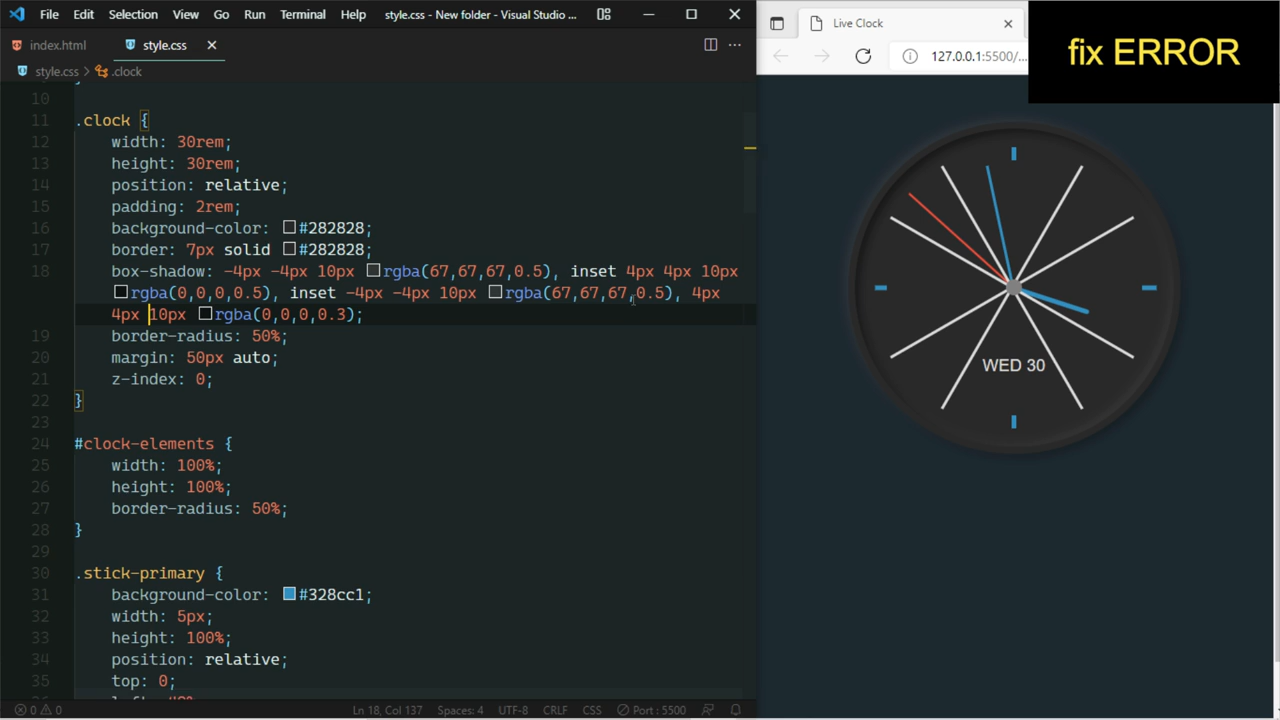 File Edit Selection View Go Run Terminal Help style.css - New folder - Visual Studio ...
index.html style.css
style.css > .clock
10
11 .clock {
12 width: 30rem;
13 height: 30rem;
14 position: relative;
15 padding: 2rem;
16 background-color: #282828;
17 border: 7px solid #282828;
18 box-shadow: -4px -4px 10px rgba(67,67,67,0.5), inset 4px 4px 10px
rgba(0,0,0,0.5), inset -4px -4px 10px rgba(67,67,67,0.5), 4px
4px 10px rgba(0,0,0,0.3);
19 border-radius: 50%;
20 margin: 50px auto;
21 z-index: 0;
22 }
23
24 #clock-elements {
25 width: 100%;
26 height: 100%;
27 border-radius: 50%;
28 }
29
30 .stick-primary {
31 background-color: #328cc1;
32 width: 5px;
33 height: 100%;
34 position: relative;
35 top: 0;
0 0 Ln 18, Col 137 Spaces: 4 UTF-8 CRLF CSS Port : 5500
Live Clock
127.0.0.1:5500/...
fix ERROR
WED 30